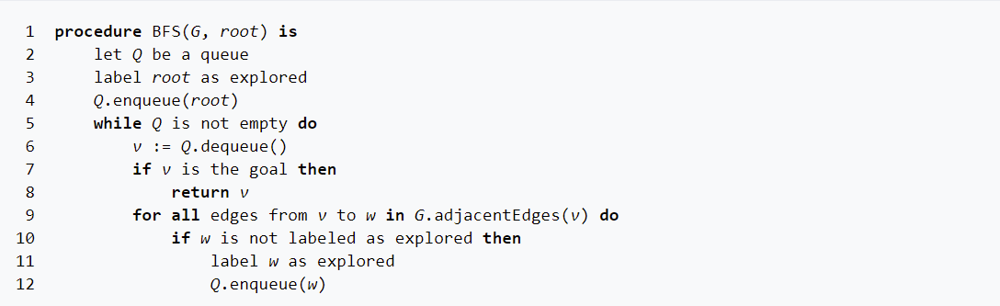 1 procedure BFS(G, root) is
2 let Q be a queue
3 label root as explored
4 Q.enqueue(root)
5 while Q is not empty do
6 v := Q.dequeue()
7 if v is the goal then
8 return v
9 for all edges from v to w in G.adjacentEdges(v) do
10 if w is not labeled as explored then
11 label w as explored
12 Q.enqueue(w)